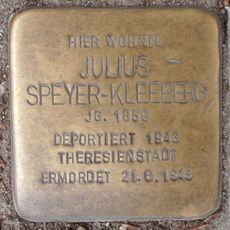 HIER WOHNTE
JULIUS
SPEYER-KLEEBERG
JG. 1859
DEPORTIERT 1943
THERESIENSTADT
ERMORDET 21.6.1943